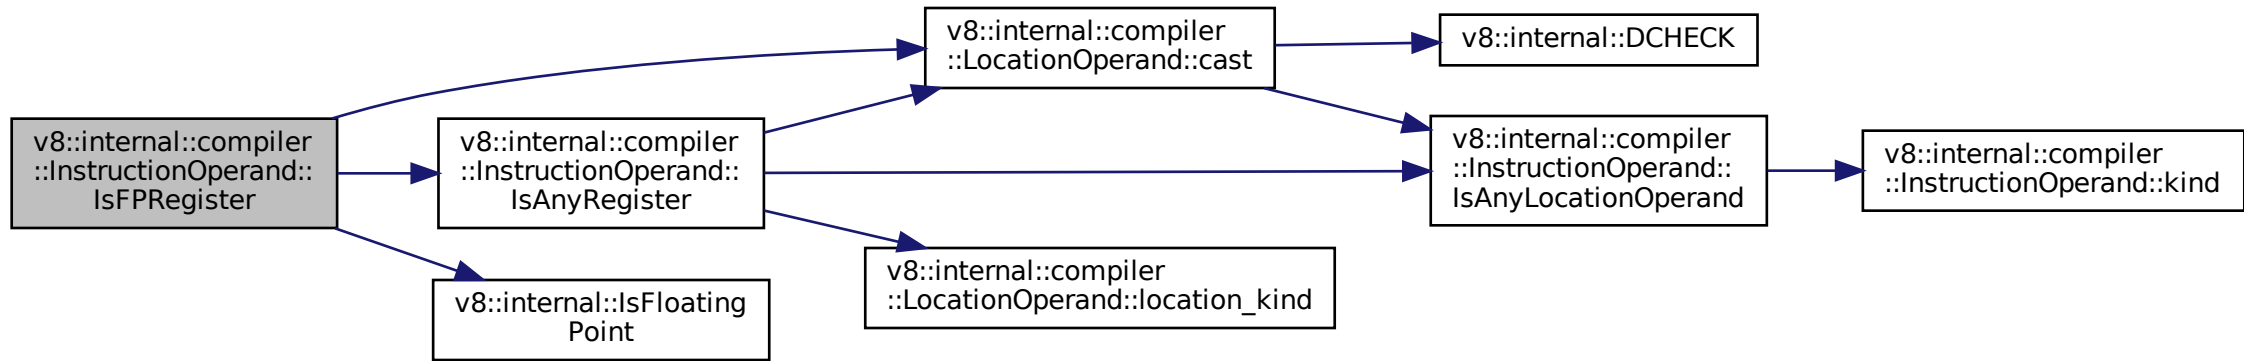 v8::internal::compiler
::InstructionOperand::
IsFPRegister
v8::internal::compiler
::InstructionOperand::
IsAnyRegister
v8::internal::IsFloating
Point
v8::internal::compiler
::LocationOperand::cast
v8::internal::compiler
::LocationOperand::location_kind
v8::internal::DCHECK
v8::internal::compiler
::InstructionOperand::
IsAnyLocationOperand
v8::internal::compiler
::InstructionOperand::kind